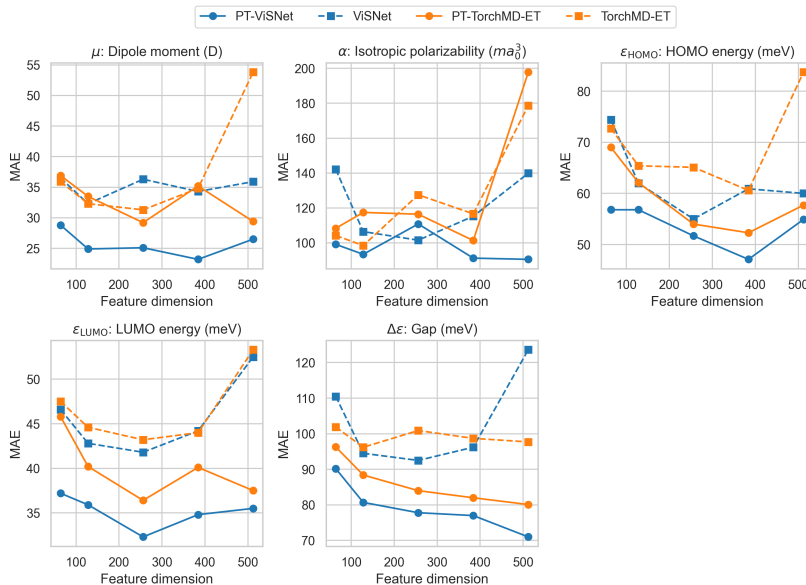 PT-ViSNet ViSNet PT-TorchMD-ET TorchMD-ET
μ: Dipole moment (D)
55
50
45
40
35
30
25
MAE
100 200 300 400 500
Feature dimension
α: Isotropic polarizability (ma₀³)
200
180
160
140
120
100
MAE
100 200 300 400 500
Feature dimension
ε_HOMO: HOMO energy (meV)
80
70
60
50
MAE
100 200 300 400 500
Feature dimension
ε_LUMO: LUMO energy (meV)
50
45
40
35
MAE
100 200 300 400 500
Feature dimension
Δε: Gap (meV)
120
110
100
90
80
70
MAE
100 200 300 400 500
Feature dimension